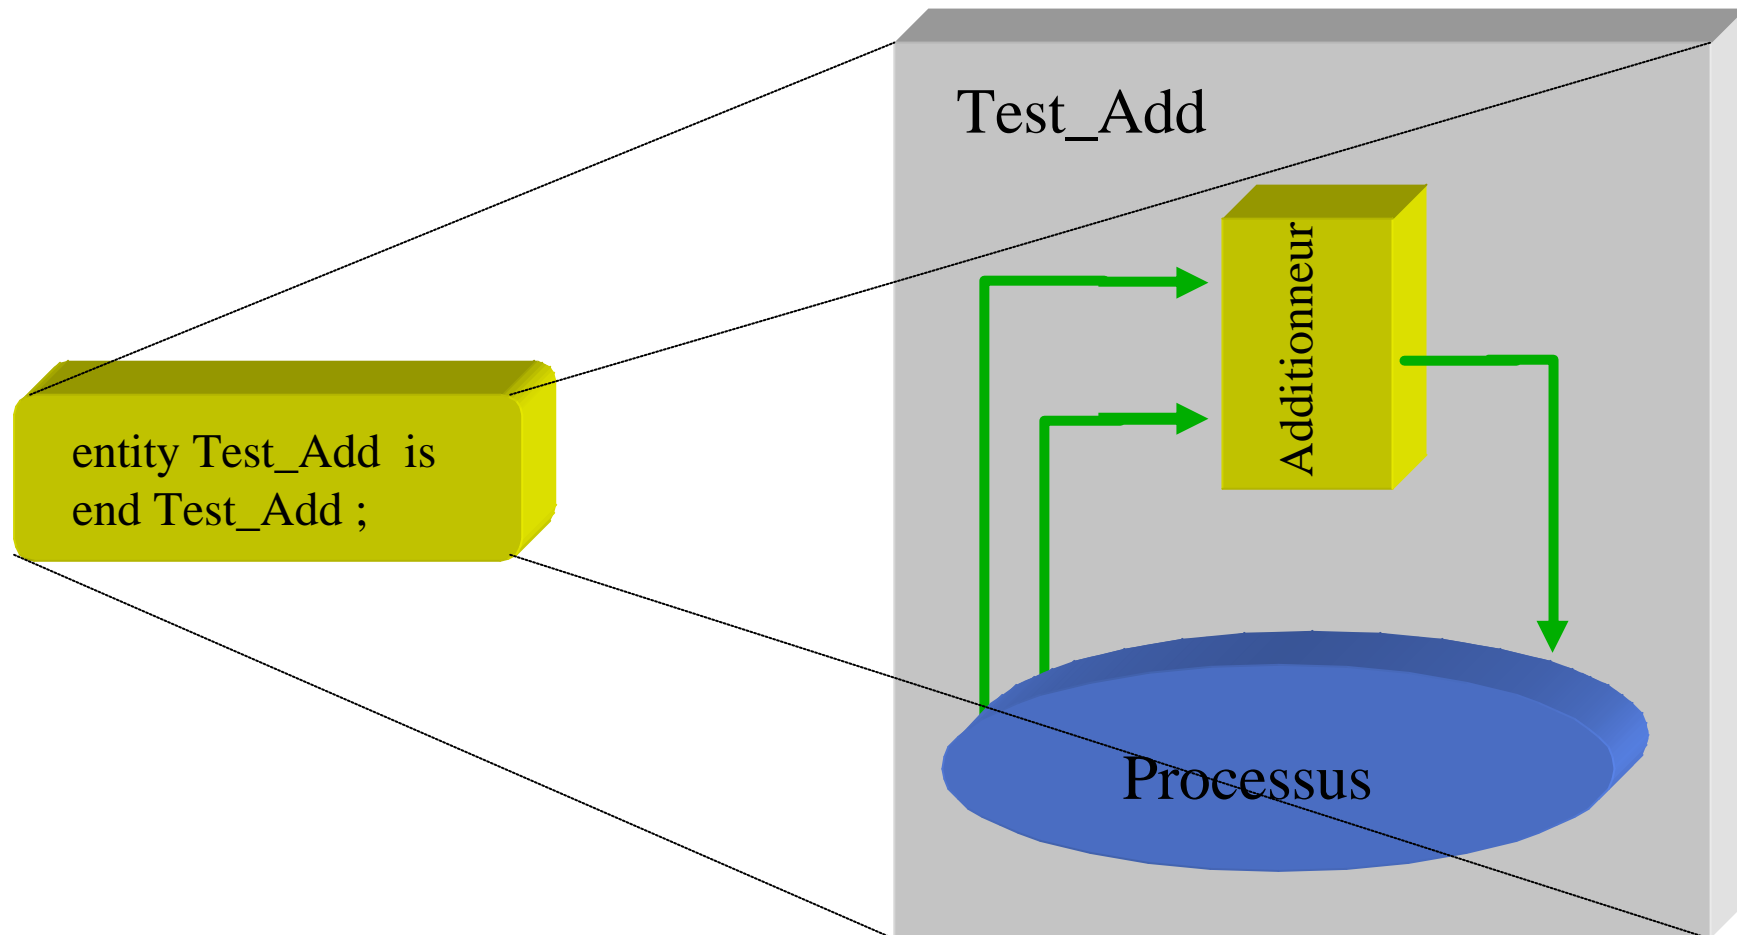 Test_Add
Additionneur
entity Test_Add  is
end Test_Add ;
Processus